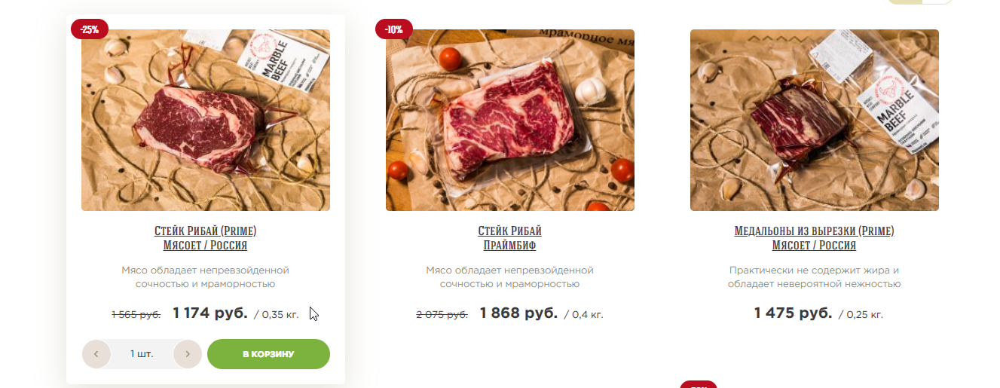 -25%
-10%
MARBLE
BEEF
мраморное мя
MARBLE
BEEF
Стейк Рибай (Prime)
Мясоет / Россия
Мясо обладает непревзойденной
сочностью и мраморностью
1 565 руб. 1 174 руб. / 0,35 кг.
1 шт.
В КОРЗИНУ
Стейк Рибай
Праймбиф
Мясо обладает непревзойденной
сочностью и мраморностью
2 075 руб. 1 868 руб. / 0,4 кг.
Медальоны из вырезки (Prime)
Мясоет / Россия
Практически не содержит жира и
обладает невероятной нежностью
1 475 руб. / 0,25 кг.